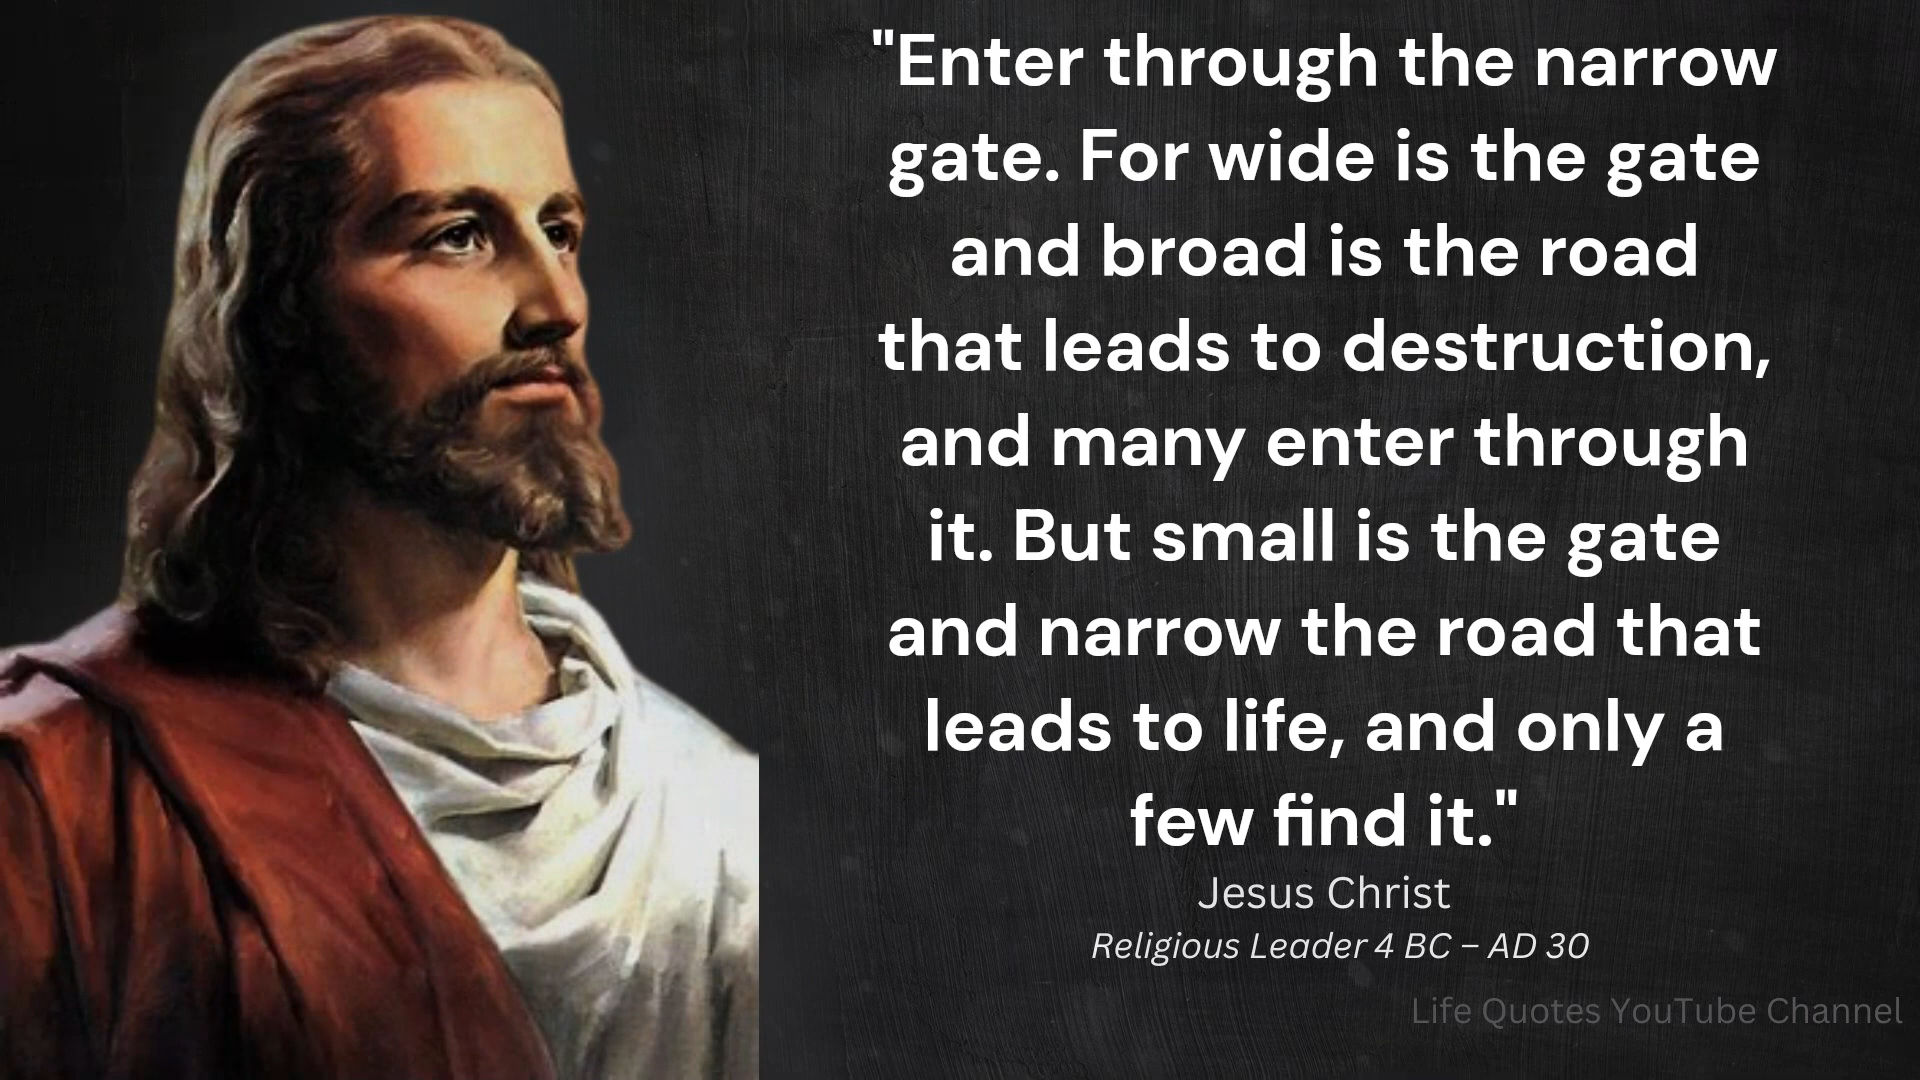 "Enter through the narrow
gate. For wide is the gate
and broad is the road
that leads to destruction,
and many enter through
it. But small is the gate
and narrow the road that
leads to life, and only a
few find it."
Jesus Christ
Religious Leader 4 BC – AD 30
Life Quotes YouTube Channel